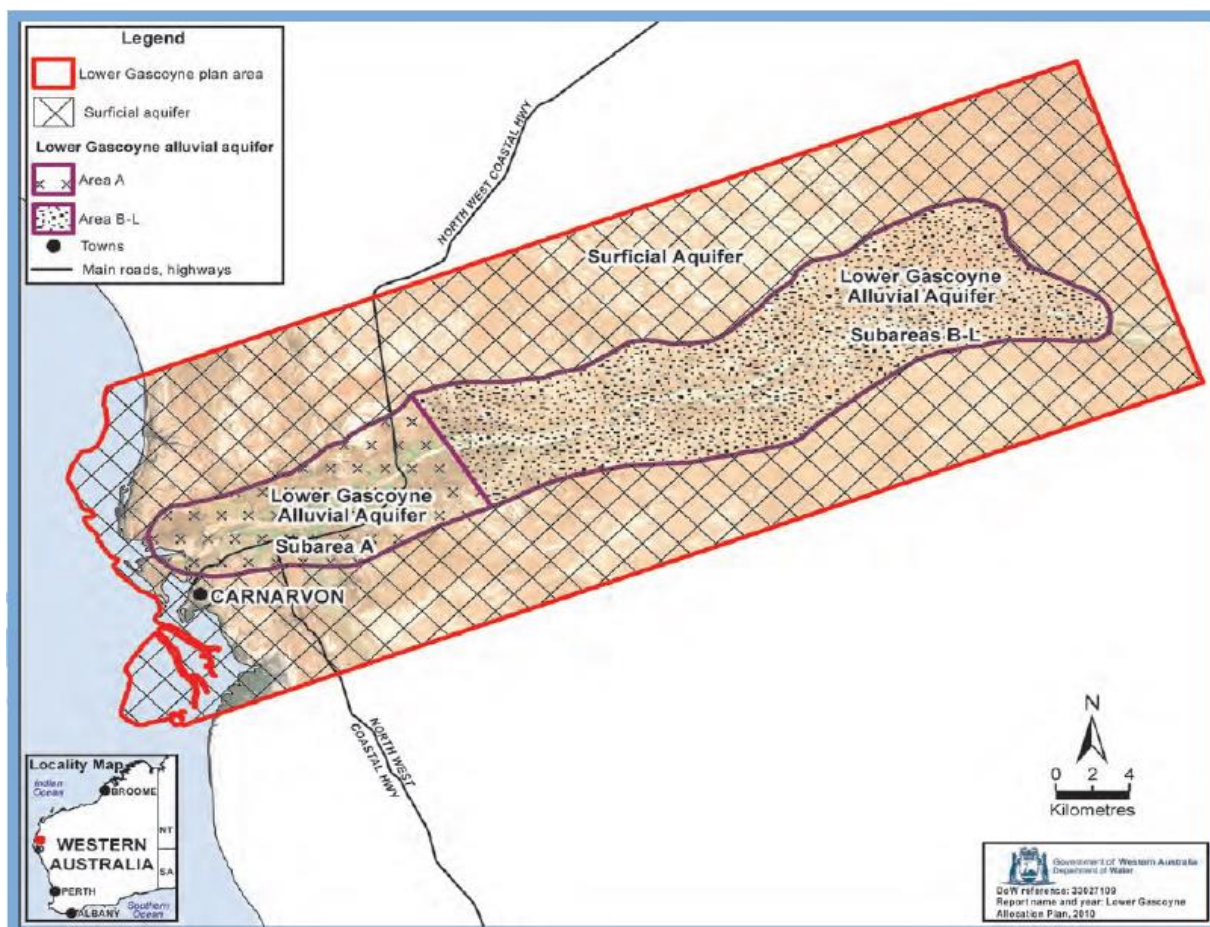 Legend
Lower Gascoyne plan area
Surficial aquifer
Lower Gascoyne alluvial aquifer
Area A
Area B-L
Towns
Main roads, highways
NORTH WEST COASTAL HWY
Surficial Aquifer
Lower Gascoyne
Alluvial Aquifer
Subareas B-L
Lower Gascoyne
Alluvial Aquifer
Subarea A
CARNARVON
NORTH WEST
COASTAL HWY
N
0 2 4
Kilometres
Locality Map
Indian
Ocean
BROOME
NT
WESTERN
AUSTRALIA
SA
PERTH
ALBANY
Southern
Ocean
Government of Western Australia
Department of Water
DoW reference: 33027109
Report name and year: Lower Gascoyne
Allocation Plan, 2010